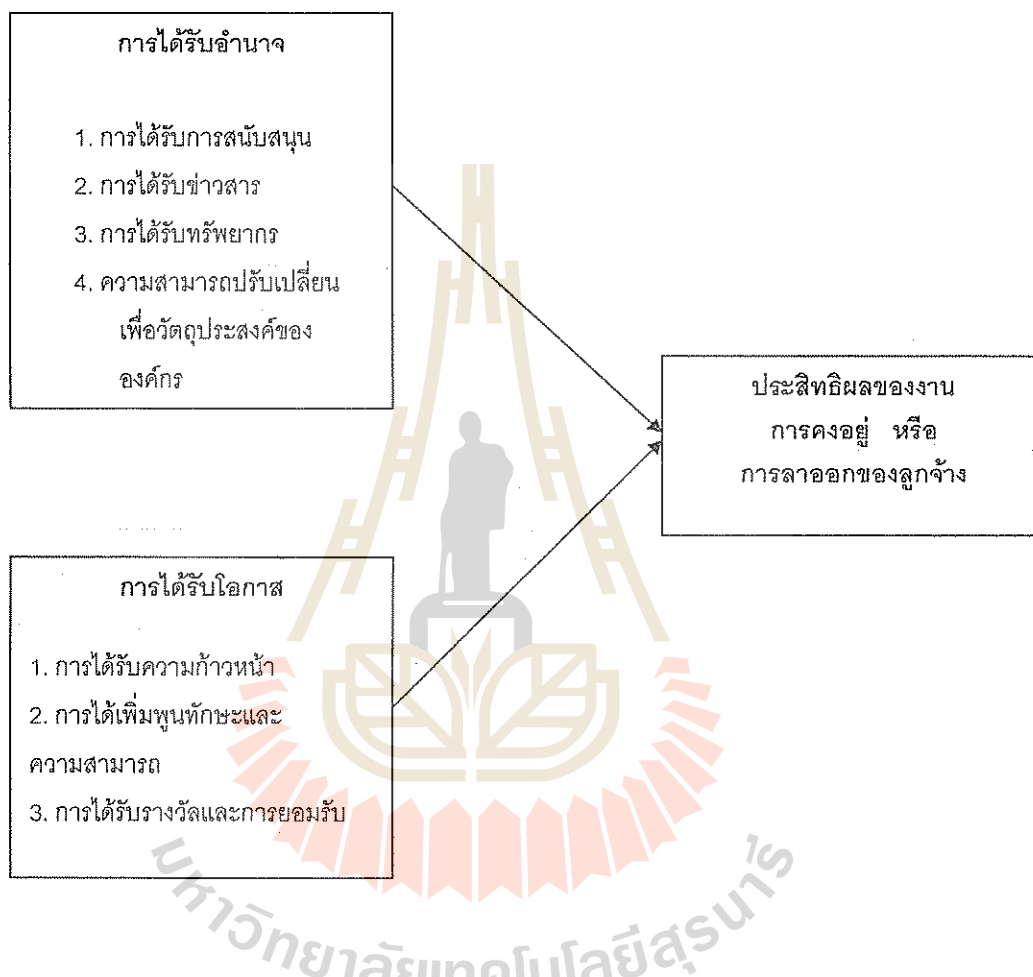 การได้รับอำนาจ
1. การได้รับการสนับสนุน
2. การได้รับข่าวสาร
3. การได้รับทรัพยากร
4. ความสามารถปรับเปลี่ยน
เพื่อวัตถุประสงค์ของ
องค์กร
ประสิทธิผลของงาน
การคงอยู่ หรือ
การลาออกของลูกจ้าง
การได้รับโอกาส
1. การได้รับความก้าวหน้า
2. การได้เพิ่มพูนทักษะและ
ความสามารถ
3. การได้รับรางวัลและการยอมรับ
มหาวิทยาลัยเทคโนโลยีสุรนารี